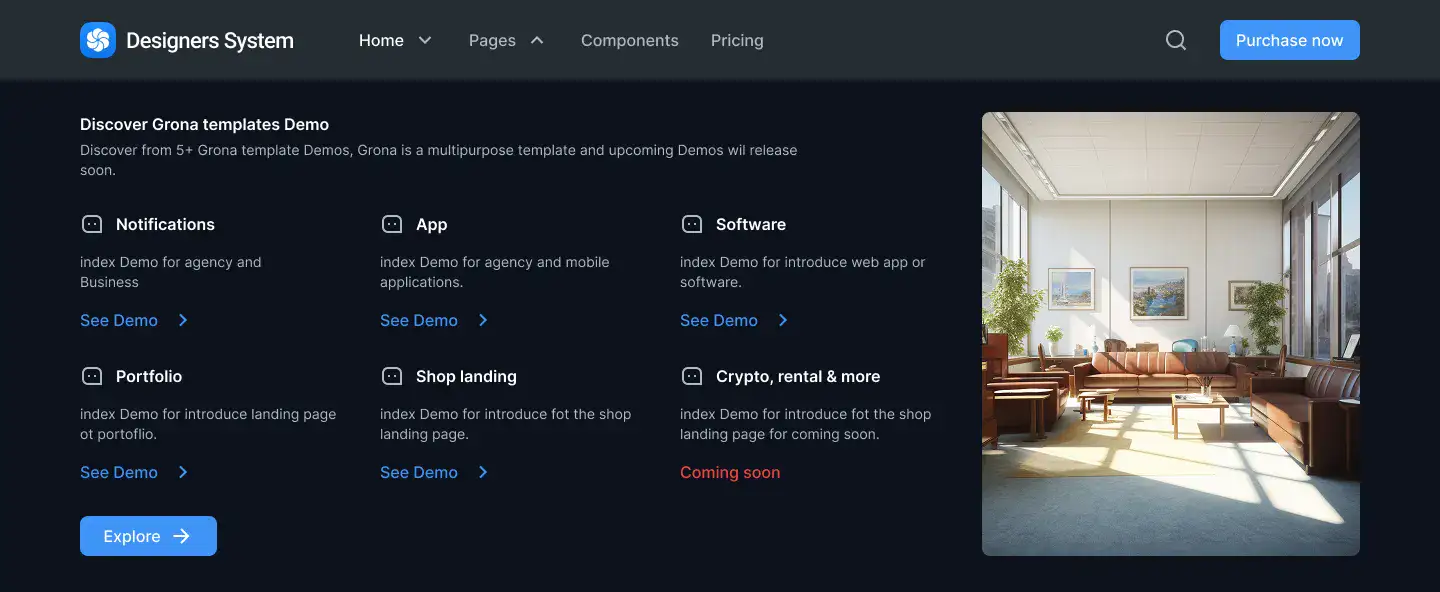 Designers System
Home
Pages
Components
Pricing
Purchase now
Discover Grona templates Demo
Discover from 5+ Grona template Demos, Grona is a multipurpose template and upcoming Demos wil release
soon.
Notifications
index Demo for agency and
Business
See Demo
App
index Demo for agency and mobile
applications.
See Demo
Software
index Demo for introduce web app or
software.
See Demo
Portfolio
index Demo for introduce landing page
ot portoflio.
See Demo
Shop landing
index Demo for introduce fot the shop
landing page.
See Demo
Crypto, rental & more
index Demo for introduce fot the shop
landing page for coming soon.
Coming soon
Explore